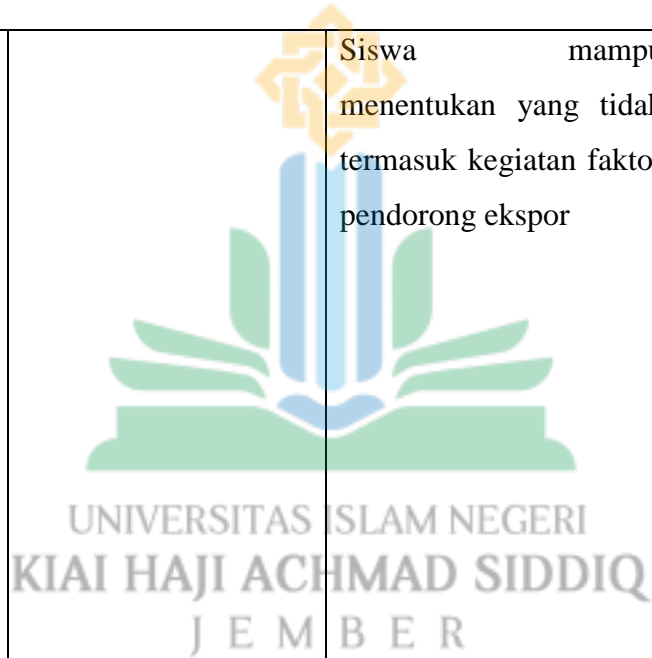 Siswa mampu
menentukan yang tidak
termasuk kegiatan faktor
pendorong ekspor
UNIVERSITAS ISLAM NEGERI
KIAI HAJI ACHMAD SIDDIQ
J E M B E R